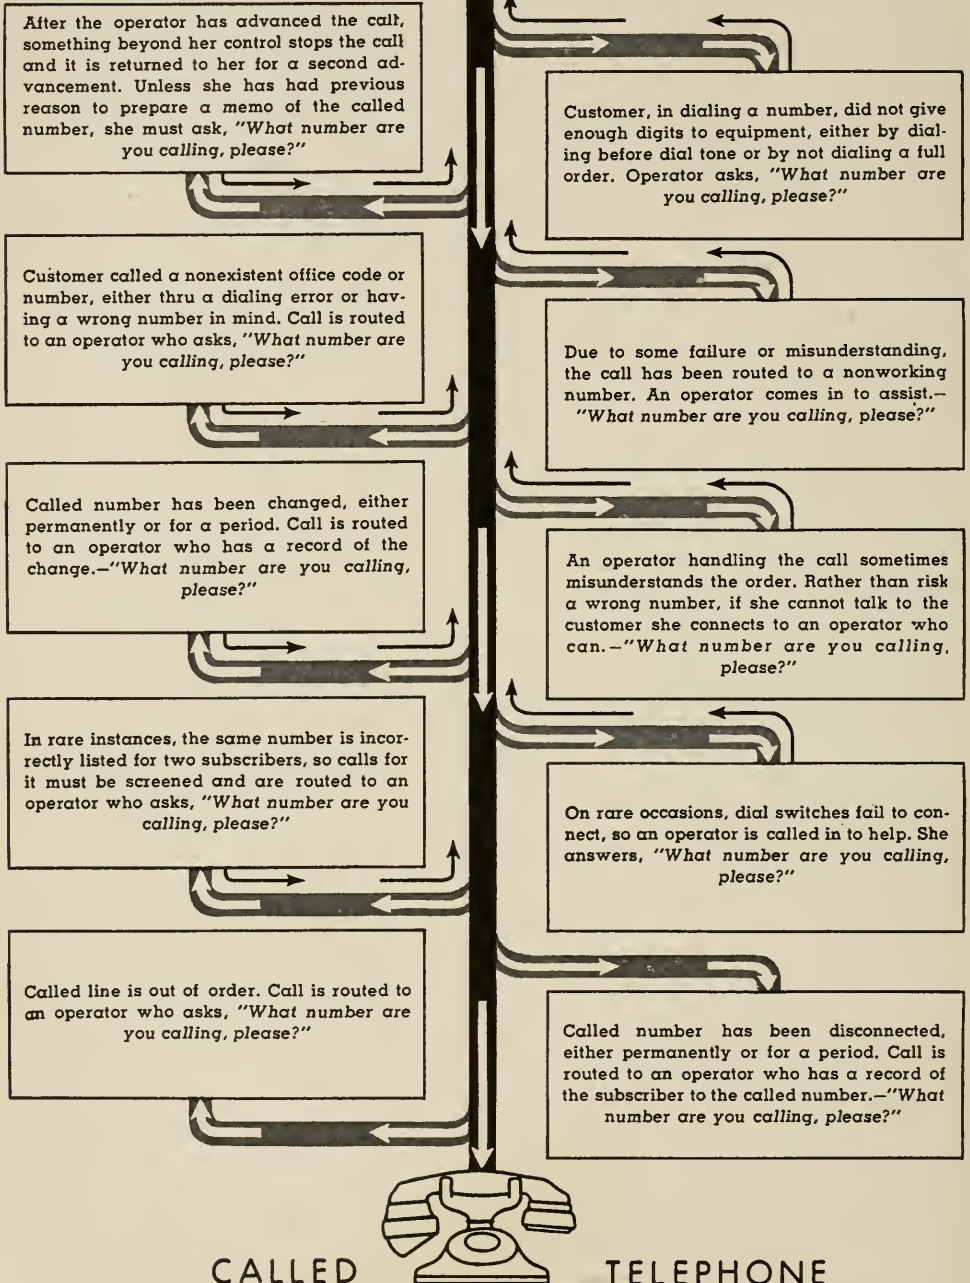 After the operator has advanced the call,
something beyond her control stops the call
and it is returned to her for a second ad-
vancement. Unless she has had previous
reason to prepare a memo of the called
number, she must ask, "What number are
you calling, please?"
Customer, in dialing a number, did not give
enough digits to equipment, either by dial-
ing before dial tone or by not dialing a full
order. Operator asks, "What number are
you calling, please?"
Customer called a nonexistent office code or
number, either thru a dialing error or hav-
ing a wrong number in mind. Call is routed
to an operator who asks, "What number are
you calling, please?"
Due to some failure or misunderstanding,
the call has been routed to a nonworking
number. An operator comes in to assist.—
"What number are you calling, please?"
Called number has been changed, either
permanently or for a period. Call is routed
to an operator who has a record of the
change.—"What number are you calling,
please?"
An operator handling the call sometimes
misunderstands the order. Rather than risk
a wrong number, if she cannot talk to the
customer she connects to an operator who
can.—"What number are you calling,
please?"
In rare instances, the same number is incor-
rectly listed for two subscribers, so calls for
it must be screened and are routed to an
operator who asks, "What number are you
calling, please?"
On rare occasions, dial switches fail to con-
nect, so an operator is called in to help. She
answers, "What number are you calling,
please?"
Called line is out of order. Call is routed to
an operator who asks, "What number are
you calling, please?"
Called number has been disconnected,
either permanently or for a period. Call is
routed to an operator who has a record of
the subscriber to the called number.—"What
number are you calling, please?"
CALLED TELEPHONE